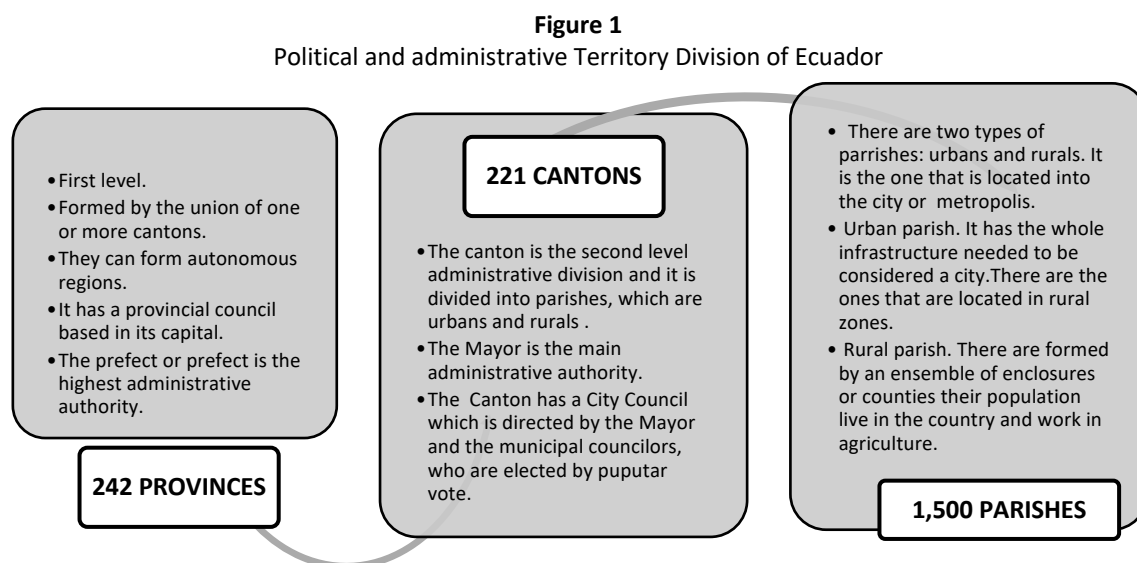 Figure 1
Political and administrative Territory Division of Ecuador
•First level.
•Formed by the union of one
or more cantons.
•They can form autonomous
regions.
•It has a provincial council
based in its capital.
•The prefect or prefect is the
highest administrative
authority.
242 PROVINCES
221 CANTONS
•The canton is the second level
administrative division and it is
divided into parishes, which are
urbans and rurals .
•The Mayor is the main
administrative authority.
•The Canton has a City Council
which is directed by the Mayor
and the municipal councilors,
who are elected by puputar
vote.
• There are two types of
parrishes: urbans and rurals. It
is the one that is located into
the city or metropolis.
• Urban parish. It has the whole
infrastructure needed to be
considered a city.There are the
ones that are located in rural
zones.
• Rural parish. There are formed
by an ensemble of enclosures
or counties their population
live in the country and work in
agriculture.
1,500 PARISHES